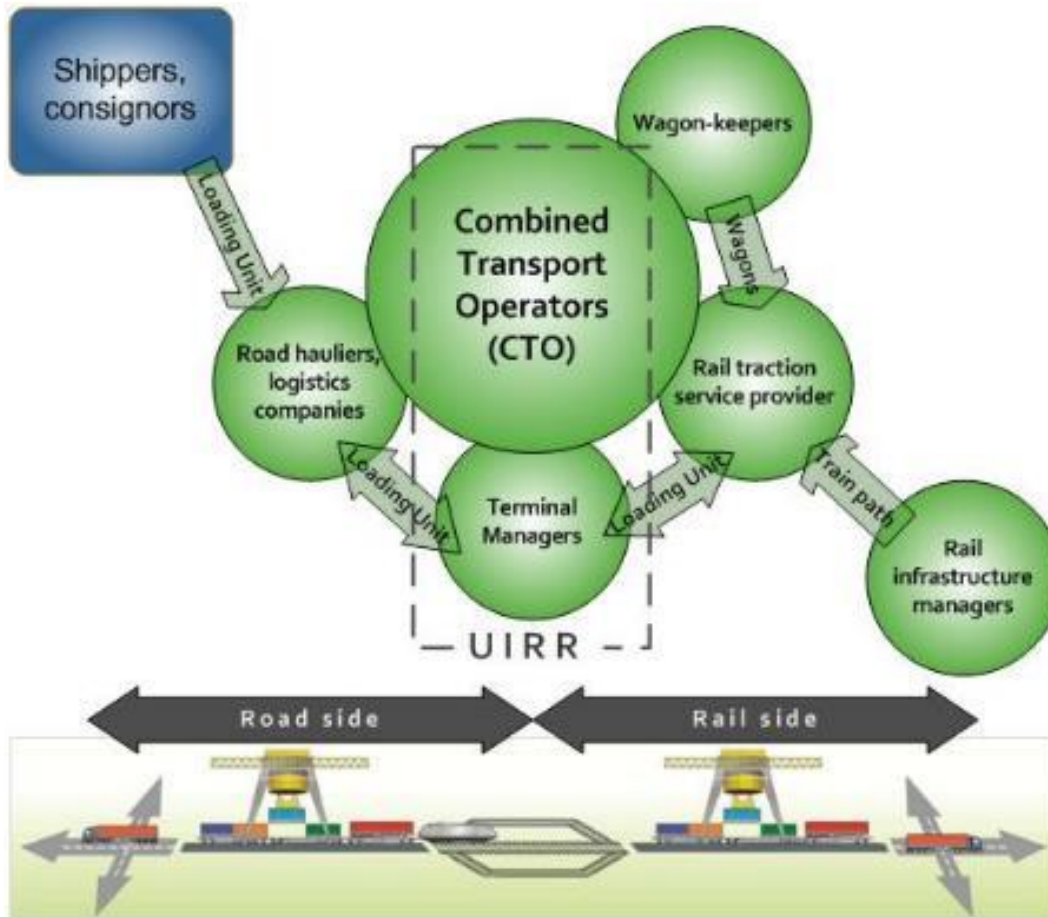 Shippers,
consignors
Wagon-keepers
Loading Unit
Combined
Transport
Operators
(CTO)
Wagons
Road hauliers,
logistics
companies
Rail traction
service provider
Loading Unit
Terminal
Managers
Loading Unit
Train path
Rail
infrastructure
managers
UIRR
Road side
Rail side